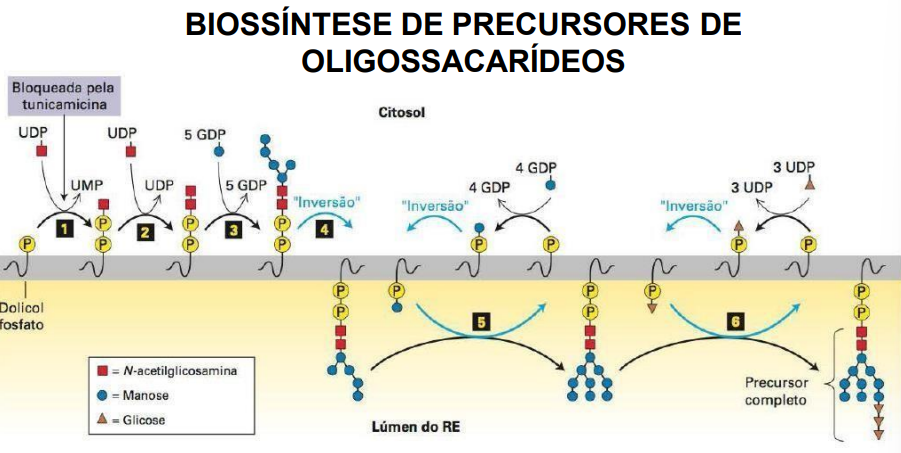 BIOSSÍNTESE DE PRECURSORES DE
OLIGOSSACARÍDEOS
Bloqueada pela
tunicamicina
Citosol
UDP
UMP
UDP
UDP
5 GDP
5 GDP
"Inversão"
"Inversão"
4 GDP
4 GDP
"Inversão"
3 UDP
3 UDP
P
P
P
1
2
P
P
3
P
P
4
P
P
P
P
Dolicol
fosfato
P
P
P
5
P
P
P
6
P
P
= N-acetilglicosamina
= Manose
= Glicose
Precursor
completo
Lúmen do RE